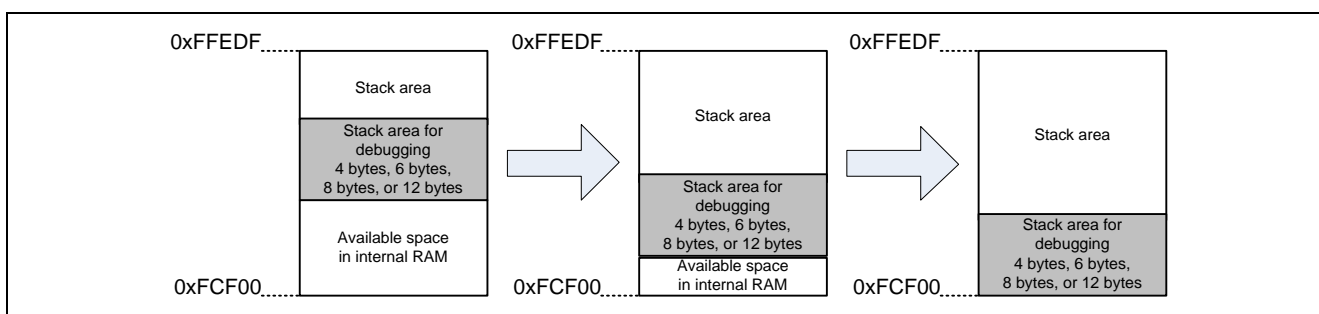 0xFFEDF
Stack area
Stack area for
debugging
4 bytes, 6 bytes,
8 bytes, or 12 bytes
Available space
in internal RAM
0xFCF00
0xFFEDF
Stack area
Stack area for
debugging
4 bytes, 6 bytes,
8 bytes, or 12 bytes
Available space
in internal RAM
0xFCF00
0xFFEDF
Stack area
Stack area for
debugging
4 bytes, 6 bytes,
8 bytes, or 12 bytes
0xFCF00